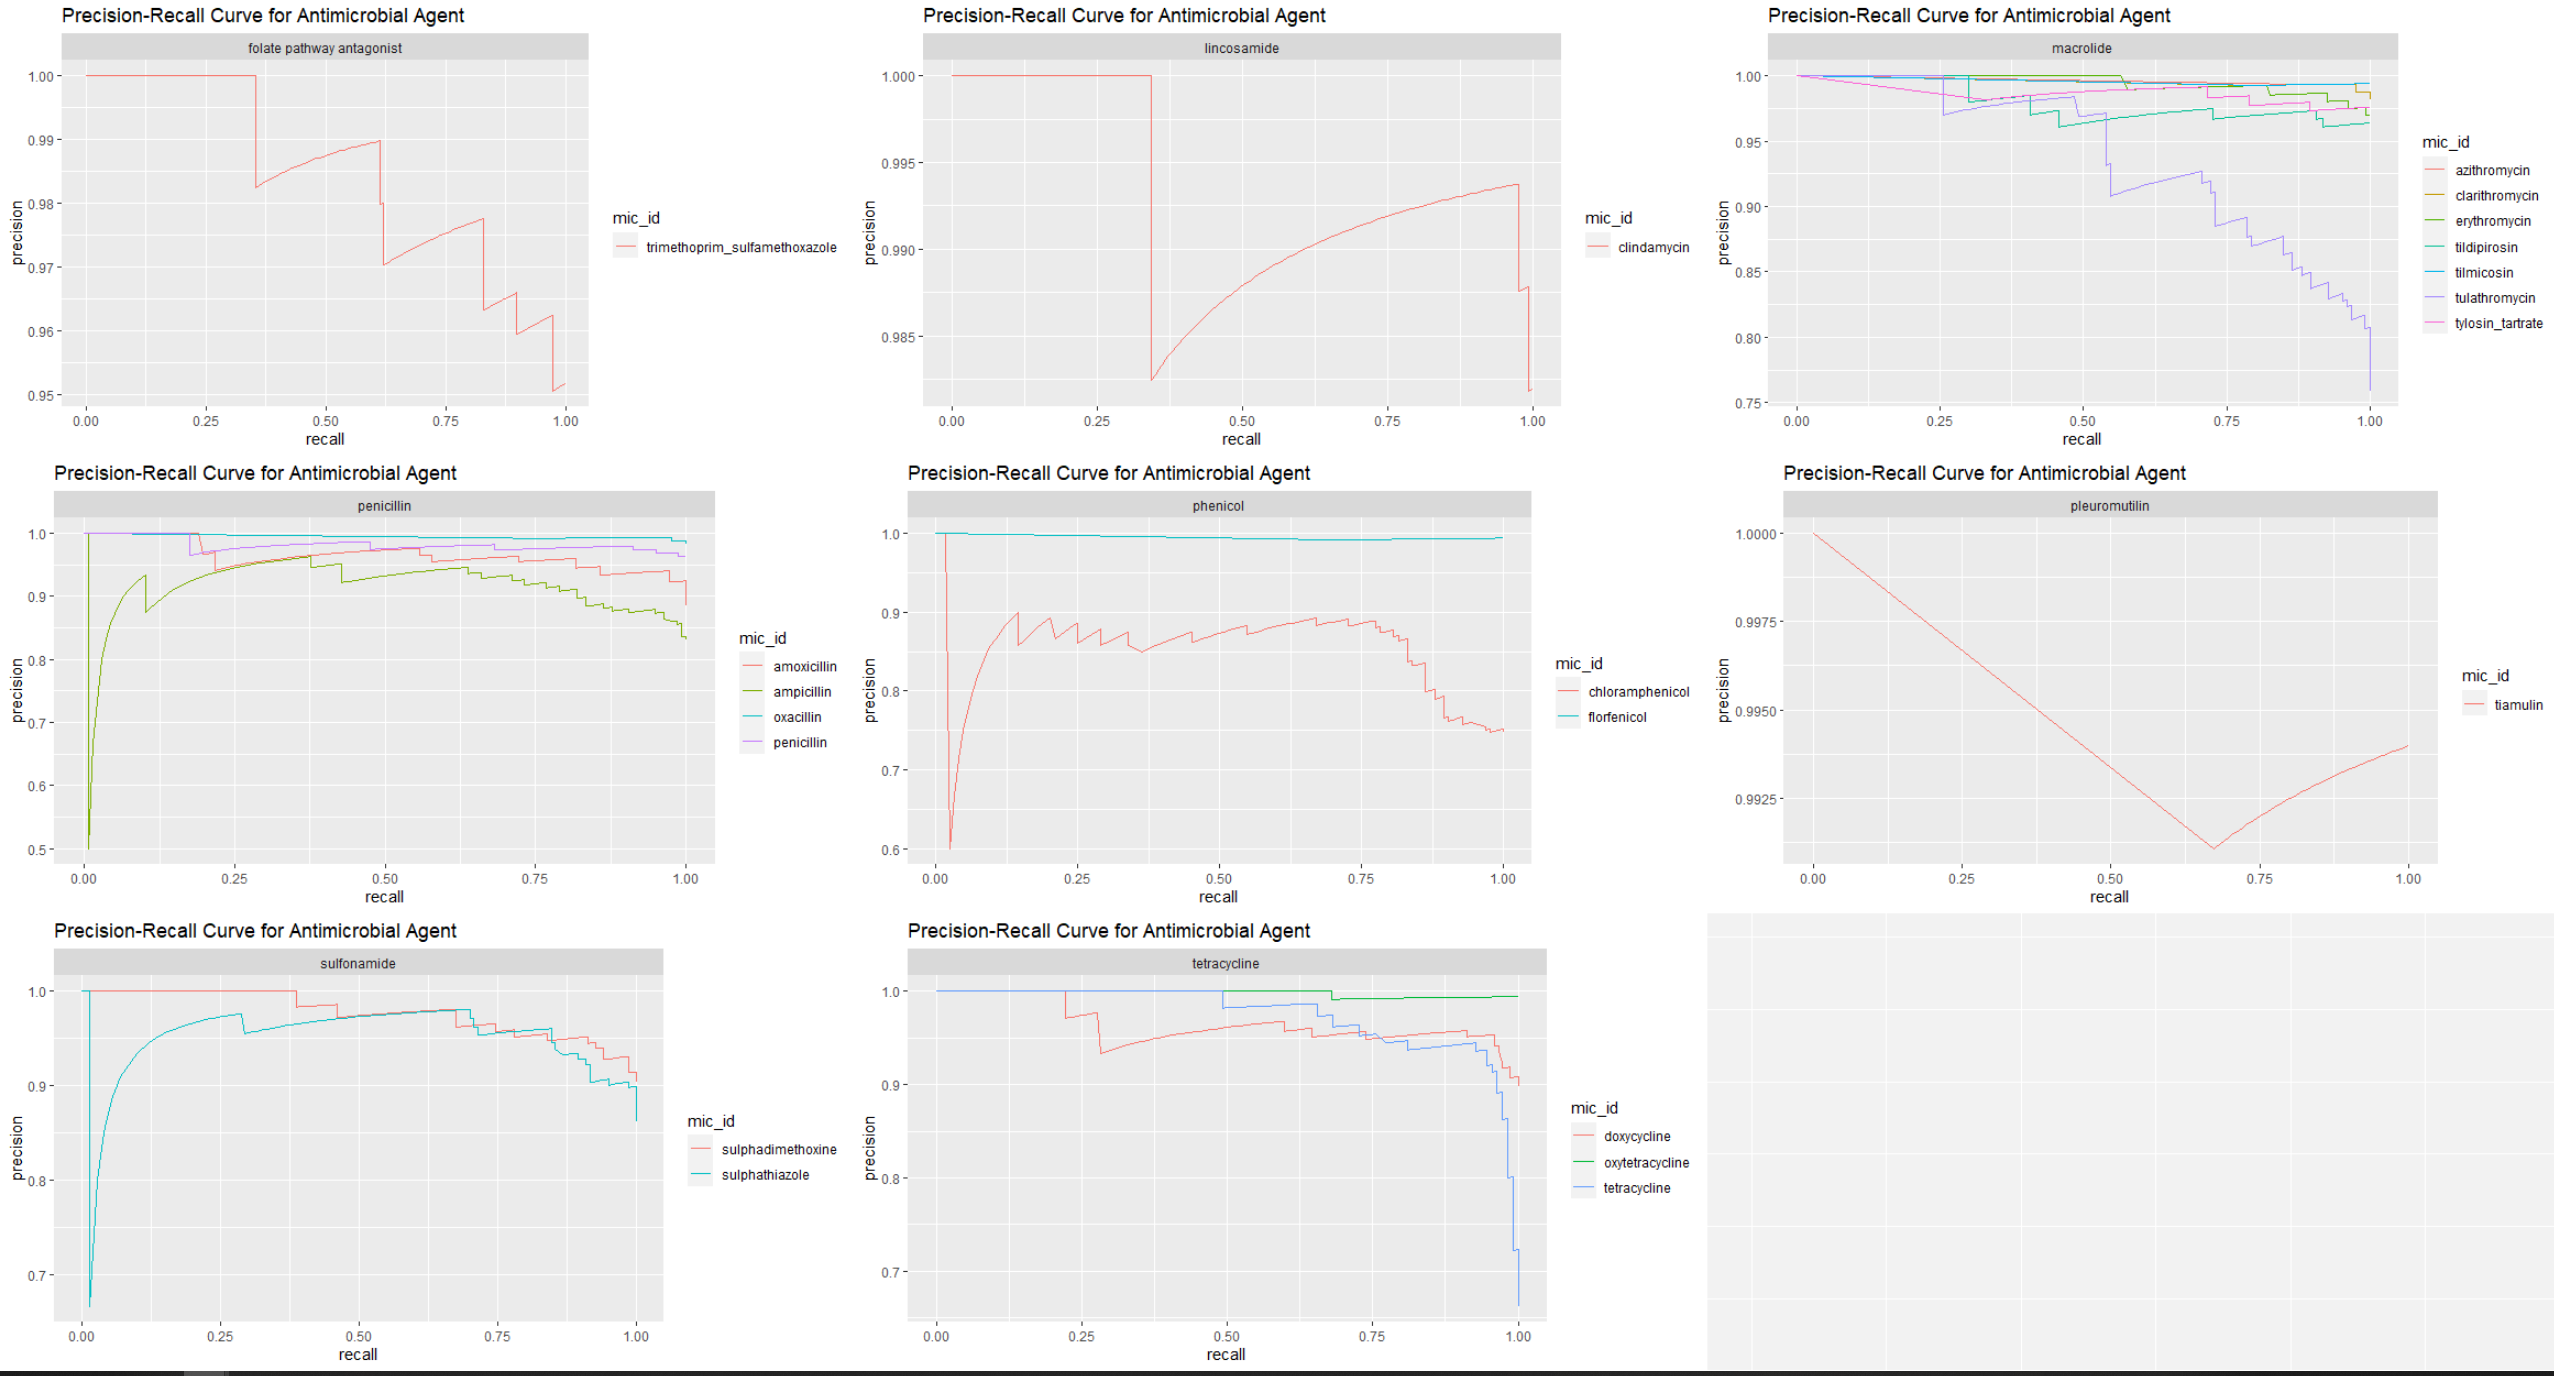 Precision-Recall Curve for Antimicrobial Agent
folate pathway antagonist
precision
1.00
0.99
0.98
0.97
0.96
0.95
0.00 0.25 0.50 0.75 1.00
recall
mic_id
trimethoprim_sulfamethoxazole
Precision-Recall Curve for Antimicrobial Agent
lincosamide
precision
1.000
0.995
0.990
0.985
0.00 0.25 0.50 0.75 1.00
recall
mic_id
clindamycin
Precision-Recall Curve for Antimicrobial Agent
macrolide
precision
1.00
0.95
0.90
0.85
0.80
0.75
0.00 0.25 0.50 0.75 1.00
recall
mic_id
azithromycin
clarithromycin
erythromycin
tildipirosin
tilmicosin
tulathromycin
tylosin_tartrate
Precision-Recall Curve for Antimicrobial Agent
penicillin
precision
1.0
0.9
0.8
0.7
0.6
0.5
0.00 0.25 0.50 0.75 1.00
recall
mic_id
amoxicillin
ampicillin
oxacillin
penicillin
Precision-Recall Curve for Antimicrobial Agent
phenicol
precision
1.0
0.9
0.8
0.7
0.6
0.00 0.25 0.50 0.75 1.00
recall
mic_id
chloramphenicol
florfenicol
Precision-Recall Curve for Antimicrobial Agent
pleuromutilin
precision
1.0000
0.9975
0.9950
0.9925
0.00 0.25 0.50 0.75 1.00
recall
mic_id
tiamulin
Precision-Recall Curve for Antimicrobial Agent
sulfonamide
precision
1.0
0.9
0.8
0.7
0.00 0.25 0.50 0.75 1.00
recall
mic_id
sulphadimethoxine
sulphathiazole
Precision-Recall Curve for Antimicrobial Agent
tetracycline
precision
1.0
0.9
0.8
0.7
0.00 0.25 0.50 0.75 1.00
recall
mic_id
doxycycline
oxytetracycline
tetracycline